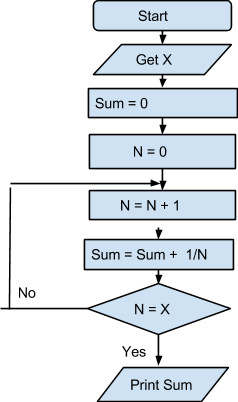 Start
Get X
Sum = 0
N = 0
N = N + 1
Sum = Sum + 1/N
No
N = X
Yes
Print Sum